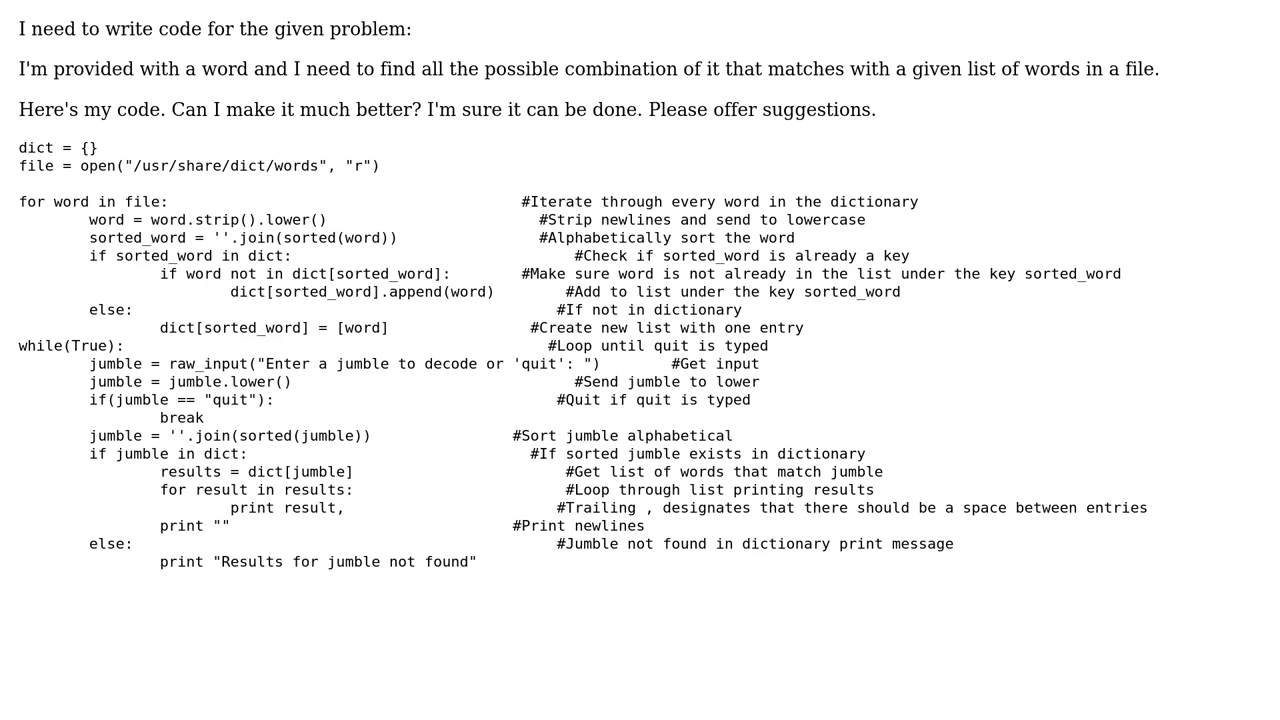 I need to write code for the given problem:
I'm provided with a word and I need to find all the possible combination of it that matches with a given list of words in a file.
Here's my code. Can I make it much better? I'm sure it can be done. Please offer suggestions.
dict = {}
file = open("/usr/share/dict/words", "r")
for word in file:                                        #Iterate through every word in the dictionary
        word = word.strip().lower()                        #Strip newlines and send to lowercase
        sorted_word = ''.join(sorted(word))                #Alphabetically sort the word
        if sorted_word in dict:                                #Check if sorted_word is already a key
                if word not in dict[sorted_word]:        #Make sure word is not already in the list under the key sorted_word
                        dict[sorted_word].append(word)        #Add to list under the key sorted_word
        else:                                                #If not in dictionary
                dict[sorted_word] = [word]                #Create new list with one entry
while(True):                                                #Loop until quit is typed
        jumble = raw_input("Enter a jumble to decode or 'quit': ")        #Get input
        jumble = jumble.lower()                                #Send jumble to lower
        if(jumble == "quit"):                                #Quit if quit is typed
                break
        jumble = ''.join(sorted(jumble))                #Sort jumble alphabetical
        if jumble in dict:                                #If sorted jumble exists in dictionary
                results = dict[jumble]                        #Get list of words that match jumble
                for result in results:                        #Loop through list printing results
                        print result,                        #Trailing , designates that there should be a space between entries
                print ""                                #Print newlines
        else:                                                #Jumble not found in dictionary print message
                print "Results for jumble not found"